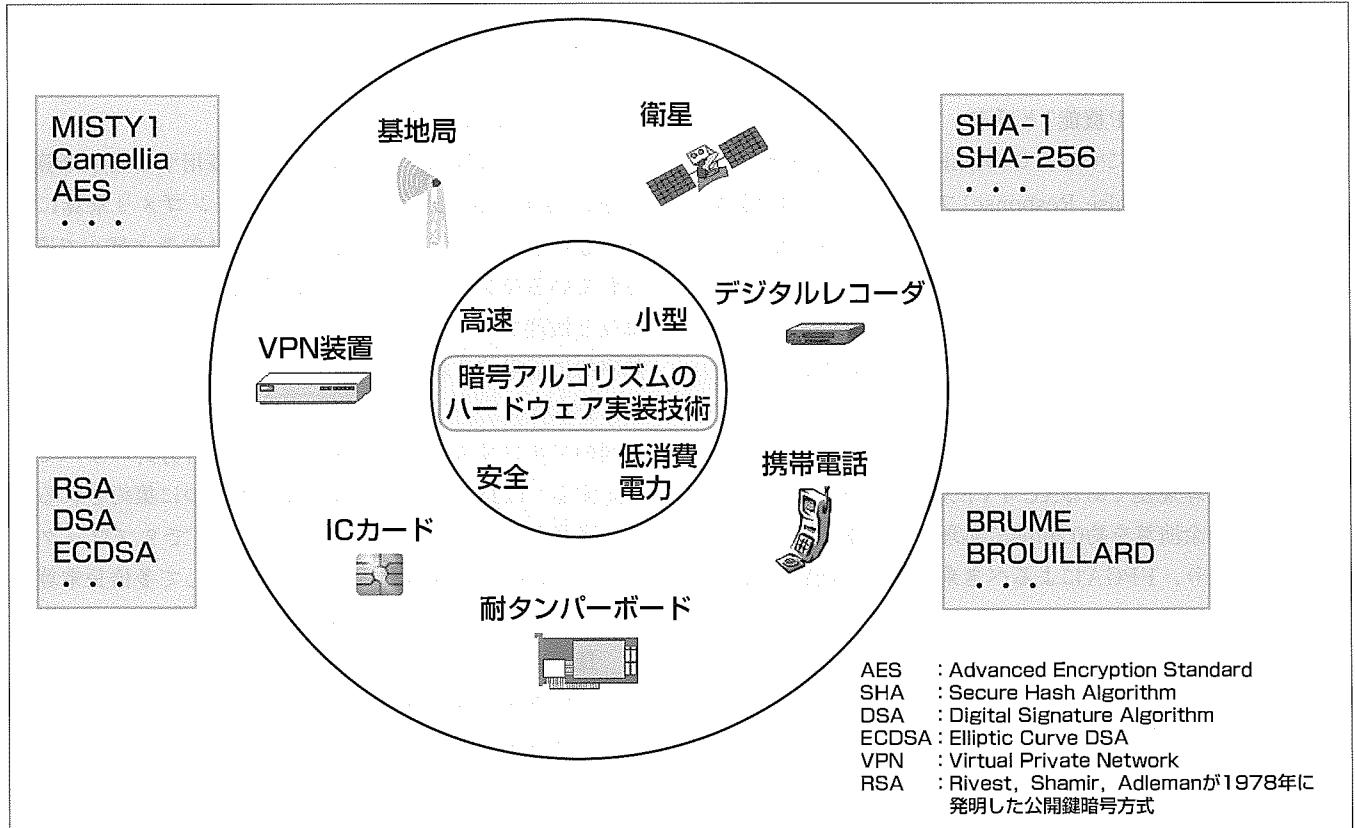 MISTY1
Camellia
AES
・・・
基地局
衛星
SHA-1
SHA-256
・・・
デジタルレコーダ
VPN装置
高速
小型
暗号アルゴリズムの
ハードウェア実装技術
安全
低消費
電力
携帯電話
RSA
DSA
ECDSA
・・・
ICカード
耐タンパーボード
BRUME
BROUILLARD
・・・
AES : Advanced Encryption Standard
SHA : Secure Hash Algorithm
DSA : Digital Signature Algorithm
ECDSA : Elliptic Curve DSA
VPN : Virtual Private Network
RSA : Rivest, Shamir, Adlemanが1978年に
発明した公開鍵暗号方式